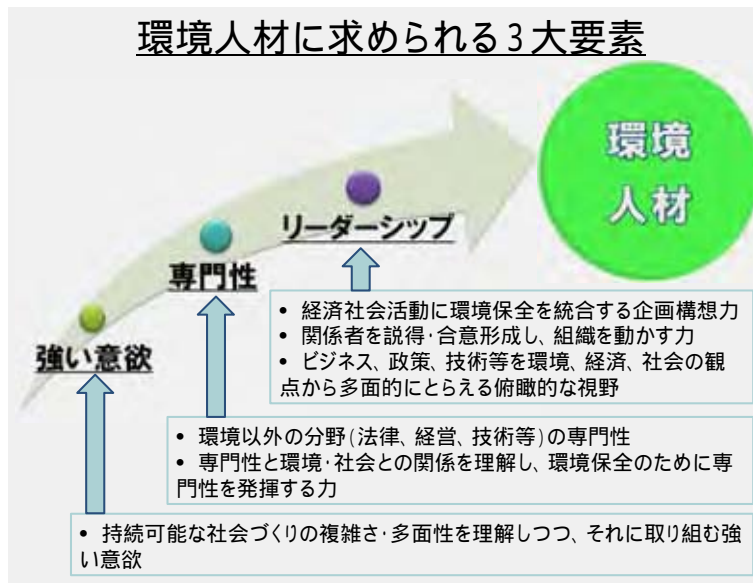 環境人材に求められる3大要素
環境
人材
リーダーシップ
専門性
強い意欲
• 経済社会活動に環境保全を統合する企画構想力
• 関係者を説得・合意形成し、組織を動かす力
• ビジネス、政策、技術等を環境、経済、社会の観
点から多面的にとらえる俯瞰的な視野
• 環境以外の分野(法律、経営、技術等)の専門性
• 専門性と環境・社会との関係を理解し、環境保全のために専
門性を発揮する力
• 持続可能な社会づくりの複雑さ・多面性を理解しつつ、それに取り組む強
い意欲